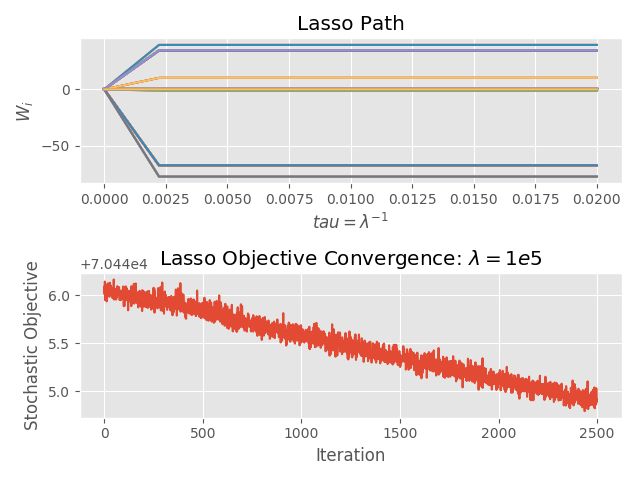 Lasso Path
0
−50
W_i
0.0000 0.0025 0.0050 0.0075 0.0100 0.0125 0.0150 0.0175 0.0200
tau = λ⁻¹
+7.044e4
Lasso Objective Convergence: λ = 1e5
6.0
5.5
5.0
Stochastic Objective
0 500 1000 1500 2000 2500
Iteration